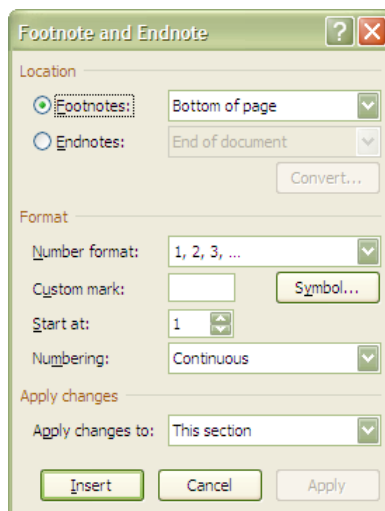 Footnote and Endnote
Location
Footnotes: Bottom of page
Endnotes: End of document
Convert...
Format
Number format: 1, 2, 3, ...
Custom mark: Symbol...
Start at: 1
Numbering: Continuous
Apply changes
Apply changes to: This section
Insert Cancel Apply